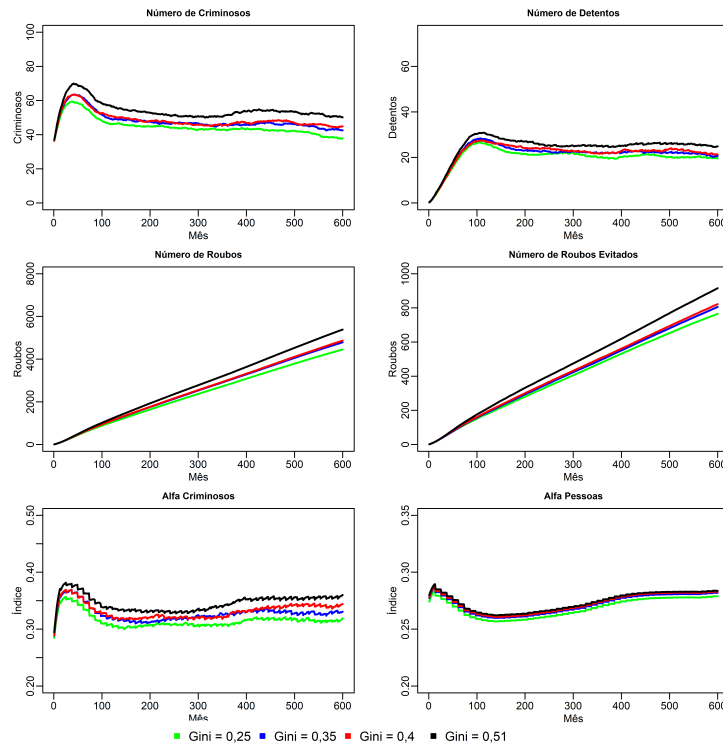 Número de Criminosos
Criminosos
0 20 40 60 80 100
0 100 200 300 400 500 600
Mês
Número de Detentos
Detentos
0 20 40 60
0 100 200 300 400 500 600
Mês
Número de Roubos
Roubos
0 2000 4000 6000 8000
0 100 200 300 400 500 600
Mês
Número de Roubos Evitados
Roubos
0 200 400 600 800 1000
0 100 200 300 400 500 600
Mês
Alfa Criminosos
Índice
0.20 0.30 0.40 0.50
0 100 200 300 400 500 600
Mês
Alfa Pessoas
Índice
0.20 0.25 0.30 0.35
0 100 200 300 400 500 600
Mês
Gini = 0,25 Gini = 0,35 Gini = 0,4 Gini = 0,51